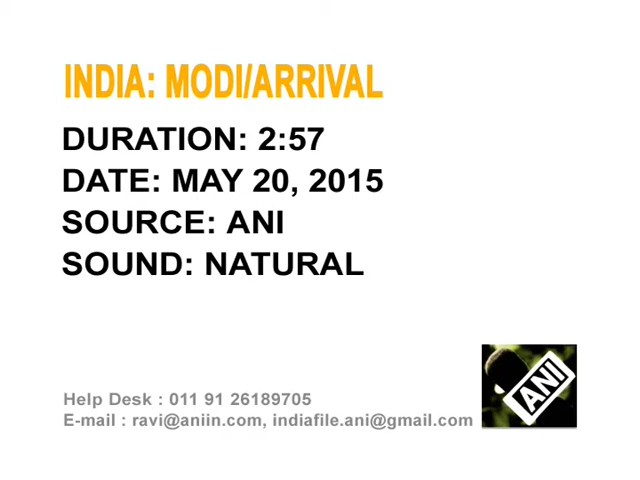 INDIA: MODI/ARRIVAL
DURATION: 2:57
DATE: MAY 20, 2015
SOURCE: ANI
SOUND: NATURAL
ANI
Help Desk : 011 91 26189705
E-mail : ravi@aniin.com, indiafile.ani@gmail.com